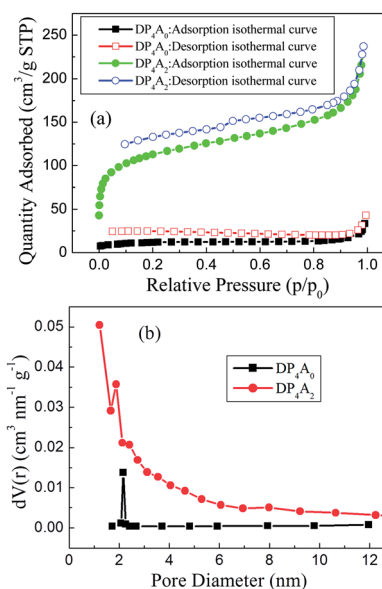 DP₄A₀:Adsorption isothermal curve
DP₄A₀:Desorption isothermal curve
DP₄A₂:Adsorption isothermal curve
DP₄A₂:Desorption isothermal curve
250
200
150
100
50
0
Quantity Adsorbed (cm³/g STP)
(a)
0.0 0.2 0.4 0.6 0.8 1.0
Relative Pressure (p/p₀)
(b)
DP₄A₀
DP₄A₂
0.05
0.04
0.03
0.02
0.01
0.00
dV(r) (cm³ nm⁻¹ g⁻¹)
0 2 4 6 8 10 12
Pore Diameter (nm)